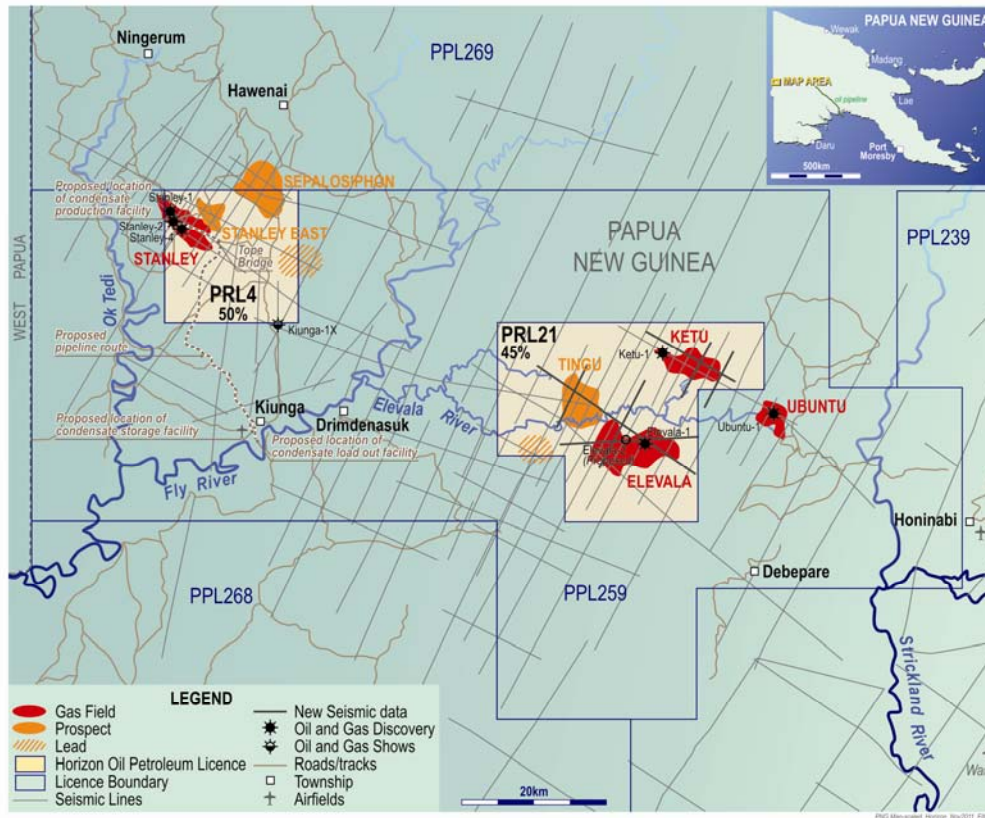 Ningerum
PPL269
Hawenai
PAPUA NEW GUINEA
Wewak
Madang
MAP AREA
oil pipeline
Lae
Daru
Port
Moresby
500km
Proposed location
of condensate
production facility
Stanley-1
Stanley-2
Stanley-4
STANLEY
SEPALOSIPHON
STANLEY EAST
Tope
Bridge
PRL4
50%
Kiunga-1X
WEST PAPUA
Ok Tedi
PAPUA
NEW GUINEA
PPL239
PRL21
45%
KETU
Ketu-1
TINGU
UBUNTU
Ubuntu-1
Elevala-1
ELEVALA
Proposed
pipeline route
Proposed location of
condensate storage facility
Kiunga
Drimdenasuk
Elevala
River
Proposed location of
condensate load out facility
Fly River
Honinabi
Debepare
PPL268
PPL259
Strickland River
LEGEND
Gas Field
Prospect
Lead
Horizon Oil Petroleum Licence
Licence Boundary
Seismic Lines
New Seismic data
Oil and Gas Discovery
Oil and Gas Shows
Roads/tracks
Township
Airfields
20km